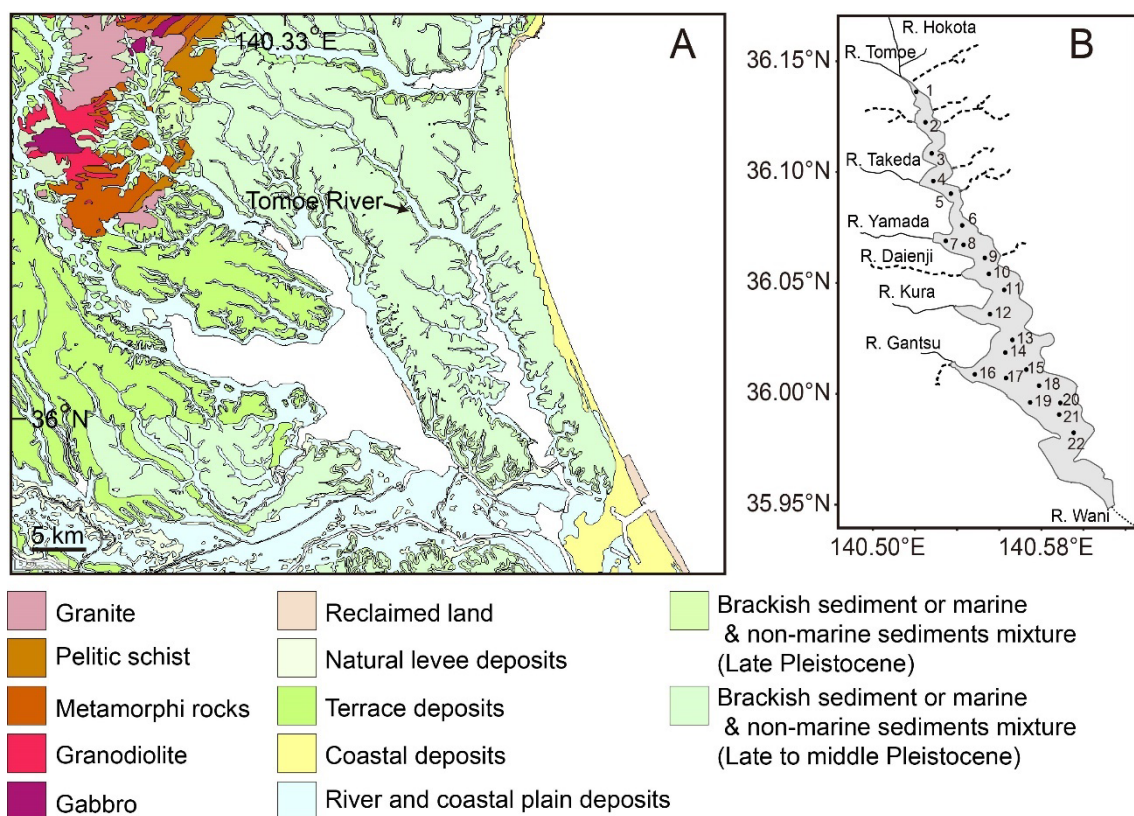 140.33°E
A
Tomoe River
36°N
5 km
B
R. Hokota
R. Tomoe
R. Takeda
R. Yamada
R. Daienji
R. Kura
R. Gantsu
R. Wani
36.15°N
36.10°N
36.05°N
36.00°N
35.95°N
140.50°E
140.58°E
1
2
3
4
5
6
7
8
9
10
11
12
13
14
15
16
17
18
19
20
21
22
Granite
Pelitic schist
Metamorphi rocks
Granodiolite
Gabbro
Reclaimed land
Natural levee deposits
Terrace deposits
Coastal deposits
River and coastal plain deposits
Brackish sediment or marine
& non-marine sediments mixture
(Late Pleistocene)
Brackish sediment or marine
& non-marine sediments mixture
(Late to middle Pleistocene)